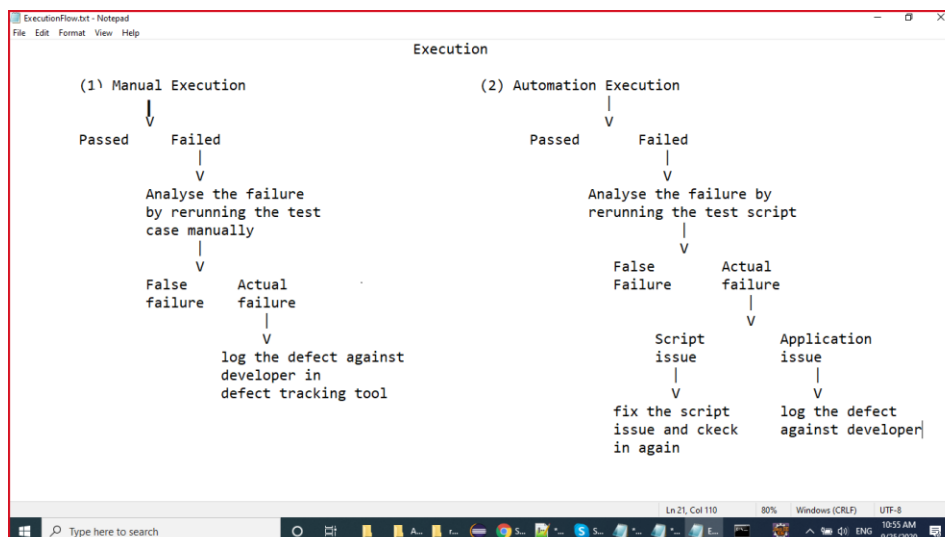 ExecutionFlow.txt - Notepad
File Edit Format View Help
Execution
(1) Manual Execution
Passed Failed
Analyse the failure
by rerunning the test
case manually
False Actual
failure failure
log the defect against
developer in
defect tracking tool
(2) Automation Execution
Passed Failed
Analyse the failure by
rerunning the test script
False Actual
Failure failure
Script Application
issue issue
fix the script log the defect
issue and ckeck against developer
in again
Ln 21, Col 110 80% Windows (CRLF) UTF-8
Type here to search
A... r... S... "... S... "... "... E...
ENG
10:55 AM